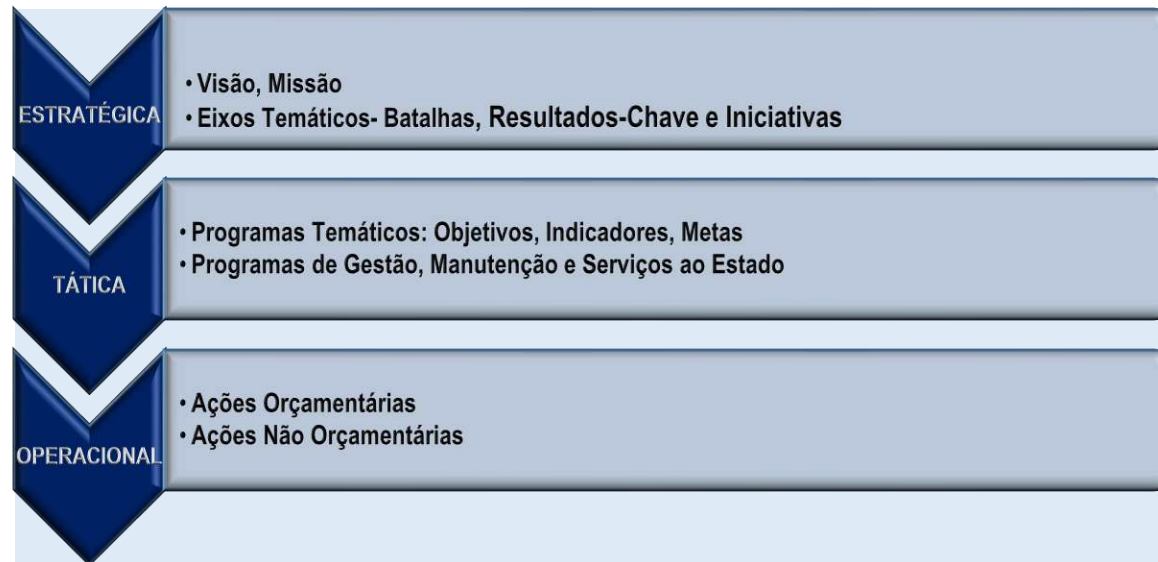 ESTRATÉGICA
• Visão, Missão
• Eixos Temáticos- Batalhas, Resultados-Chave e Iniciativas
TÁTICA
• Programas Temáticos: Objetivos, Indicadores, Metas
• Programas de Gestão, Manutenção e Serviços ao Estado
OPERACIONAL
• Ações Orçamentárias
• Ações Não Orçamentárias